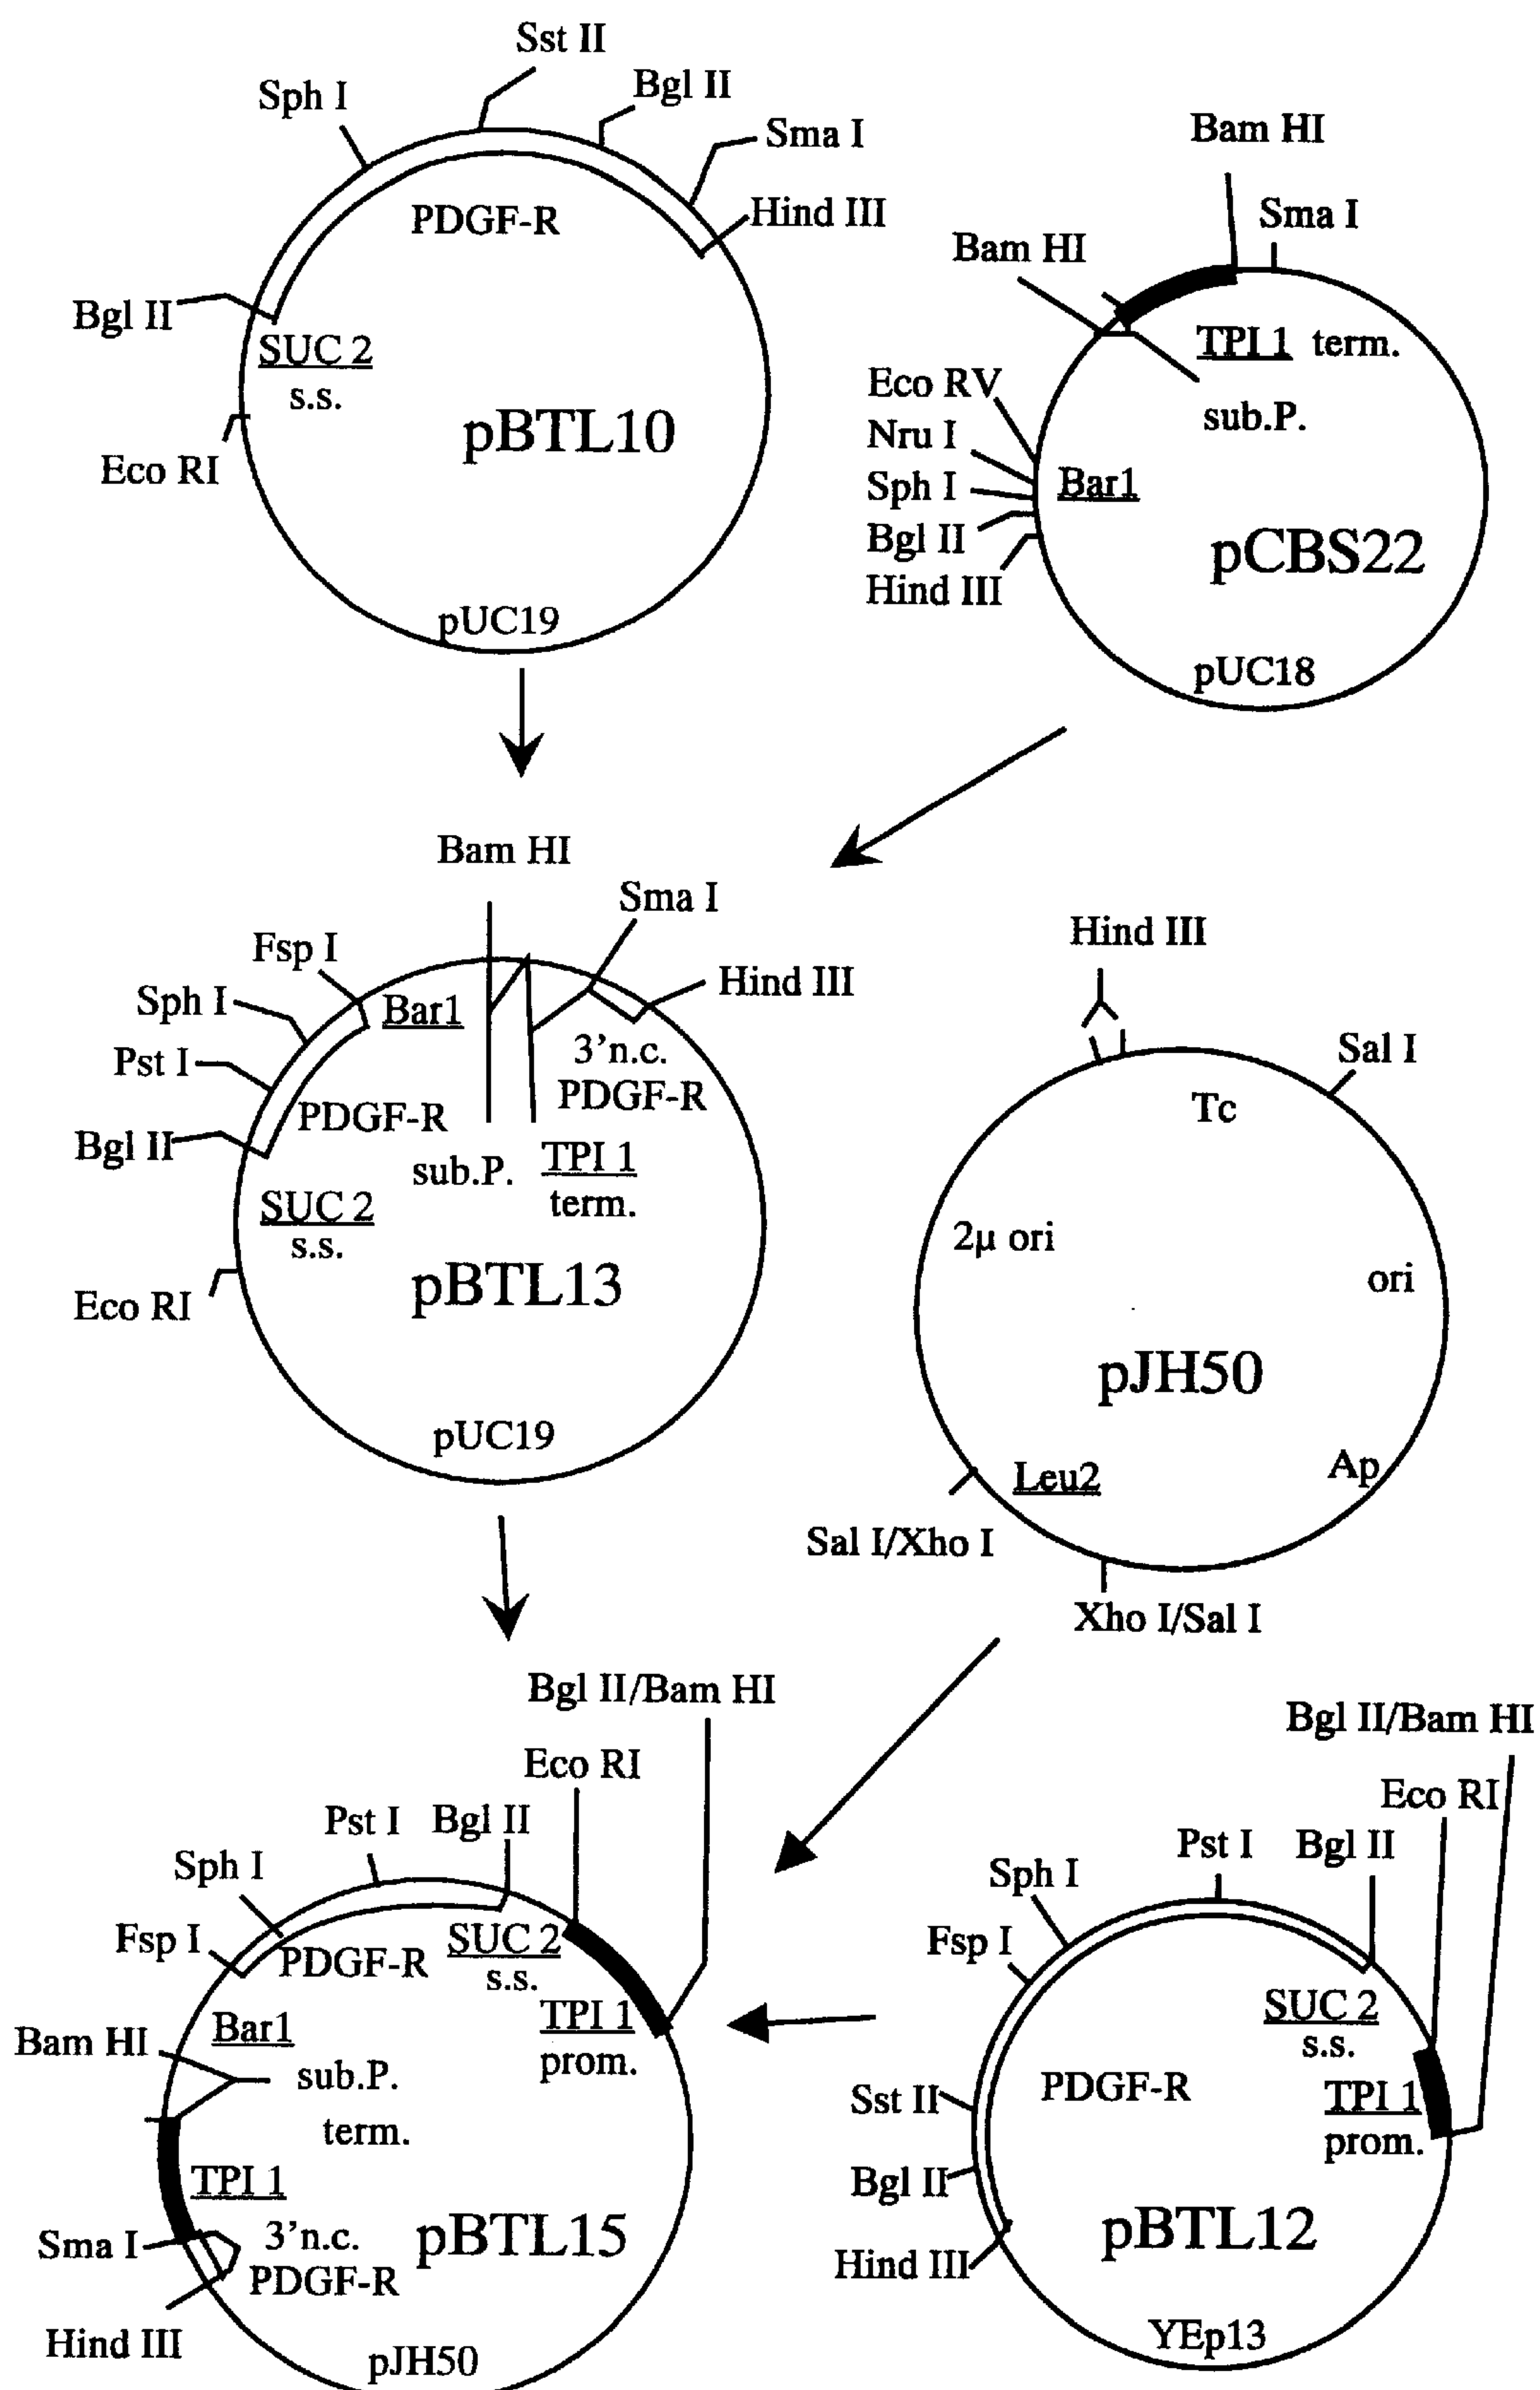 Sst II
Sph I
Bgl II
Sma I
PDGF-R
Hind III
Bgl II
SUC 2
s.s.
pBTL10
Eco RI
pUC19
Bam HI
Sma I
Bam HI
TPI 1 term.
Eco RV
sub.P.
Nru I
Sph I
Bar1
Bgl II
pCBS22
Hind III
pUC18
Bam HI
Sma I
Fsp I
Hind III
Sph I
Bar1
Pst I
3'n.c.
PDGF-R
PDGF-R
Bgl II
sub.P.
TPI 1
term.
SUC 2
s.s.
pBTL13
Eco RI
pUC19
Hind III
Sal I
Tc
2μ ori
ori
pJH50
Leu2
Ap
Sal I/Xho I
Xho I/Sal I
Bgl II/Bam HI
Eco RI
Pst I
Bgl II
Sph I
Fsp I
PDGF-R
SUC 2
s.s.
TPI 1
prom.
Bar1
Bam HI
sub.P.
term.
TPI 1
Sma I
3'n.c.
PDGF-R
pBTL15
Hind III
pJH50
Bgl II/Bam HI
Eco RI
Pst I
Bgl II
Sph I
Fsp I
SUC 2
s.s.
PDGF-R
TPI 1
prom.
Sst II
Bgl II
pBTL12
Hind III
YEp13